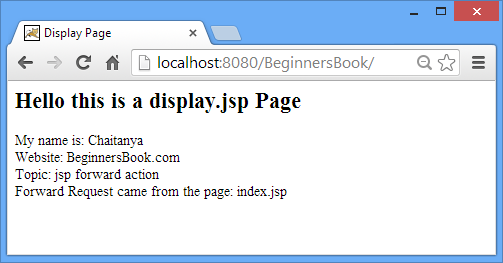 Display Page
localhost:8080/BeginnersBook/
Hello this is a display.jsp Page
My name is: Chaitanya
Website: BeginnersBook.com
Topic: jsp forward action
Forward Request came from the page: index.jsp